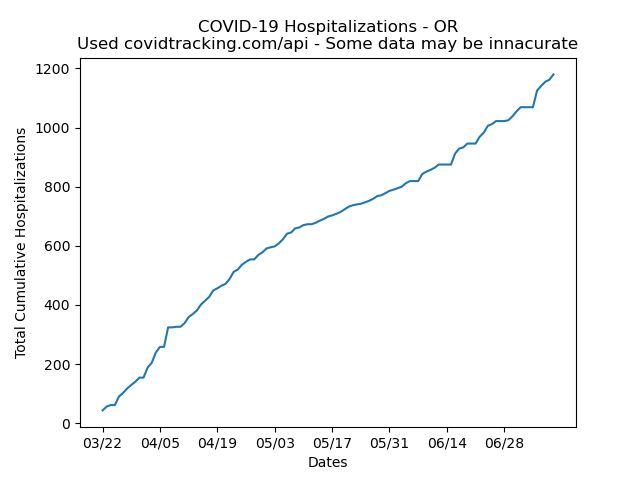 COVID-19 Hospitalizations - OR
Used covidtracking.com/api - Some data may be innacurate
Total Cumulative Hospitalizations
1200
1000
800
600
400
200
0
03/22 04/05 04/19 05/03 05/17 05/31 06/14 06/28
Dates